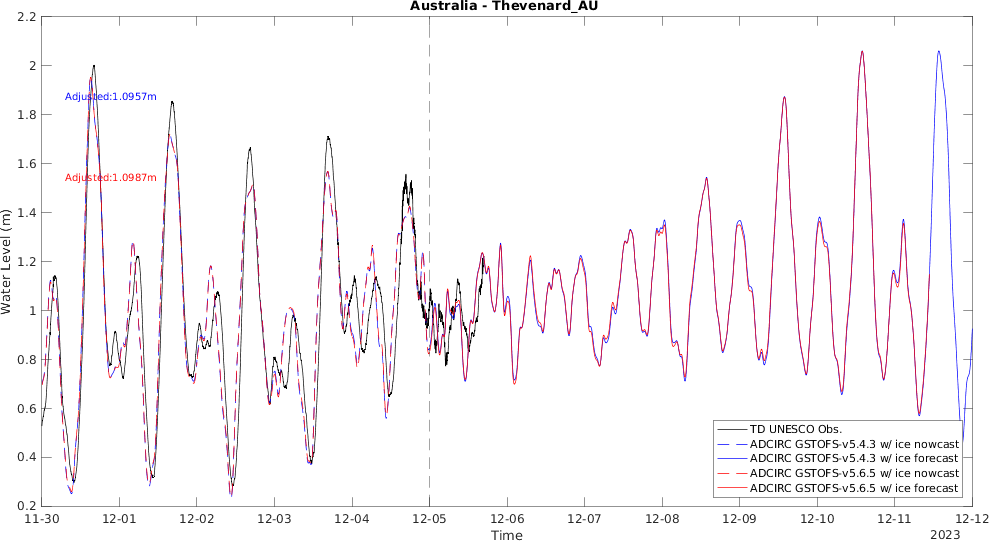 Australia - Thevenard_AU
2.2
2
1.8
1.6
1.4
1.2
1
0.8
0.6
0.4
0.2
Water Level (m)
Adjusted:1.0957m
Adjusted:1.0987m
TD UNESCO Obs.
ADCIRC GSTOFS-v5.4.3 w/ ice nowcast
ADCIRC GSTOFS-v5.4.3 w/ ice forecast
ADCIRC GSTOFS-v5.6.5 w/ ice nowcast
ADCIRC GSTOFS-v5.6.5 w/ ice forecast
11-30 12-01 12-02 12-03 12-04 12-05 12-06 12-07 12-08 12-09 12-10 12-11 12-12
Time
2023